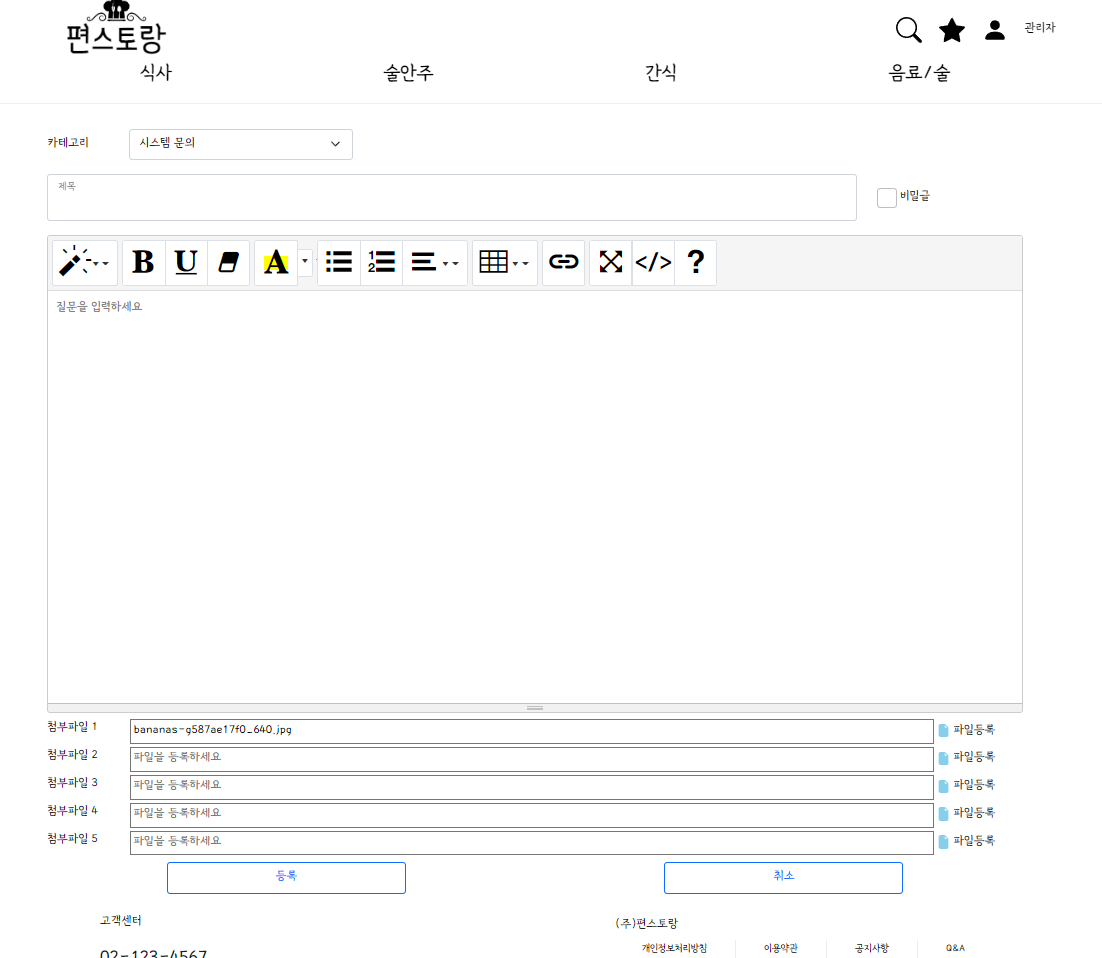 편스토랑
관리자
식사 술안주 간식 음료/술
카테고리 시스템 문의
제목
비밀글
B U A 1 2 </> ?
질문을 입력하세요
첨부파일 1 bananas-g587ae17f0_640.jpg 파일등록
첨부파일 2 파일을 등록하세요 파일등록
첨부파일 3 파일을 등록하세요 파일등록
첨부파일 4 파일을 등록하세요 파일등록
첨부파일 5 파일을 등록하세요 파일등록
등록 취소
고객센터 (주)편스토랑
개인정보처리방침 이용약관 공지사항 Q&A
02-123-4567